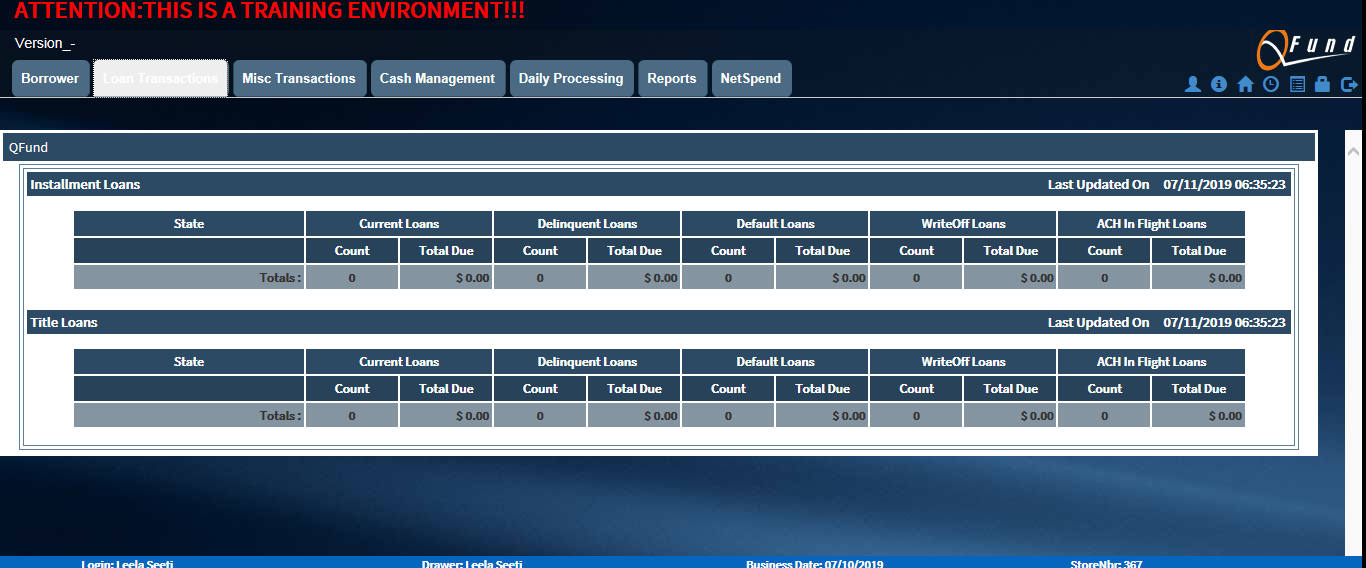 ATTENTION:THIS IS A TRAINING ENVIRONMENT!!!
Version_-
QFund
Borrower Loan Transactions Misc Transactions Cash Management Daily Processing Reports NetSpend
QFund
Installment Loans Last Updated On 07/11/2019 06:35:23
State Current Loans Delinquent Loans Default Loans WriteOff Loans ACH In Flight Loans
Count Total Due Count Total Due Count Total Due Count Total Due Count Total Due
Totals : 0 $ 0.00 0 $ 0.00 0 $ 0.00 0 $ 0.00 0 $ 0.00
Title Loans Last Updated On 07/11/2019 06:35:23
State Current Loans Delinquent Loans Default Loans WriteOff Loans ACH In Flight Loans
Count Total Due Count Total Due Count Total Due Count Total Due Count Total Due
Totals : 0 $ 0.00 0 $ 0.00 0 $ 0.00 0 $ 0.00 0 $ 0.00
Login: Leela Seeti Drawer: Leela Seeti Business Date: 07/10/2019 StoreNbr: 367